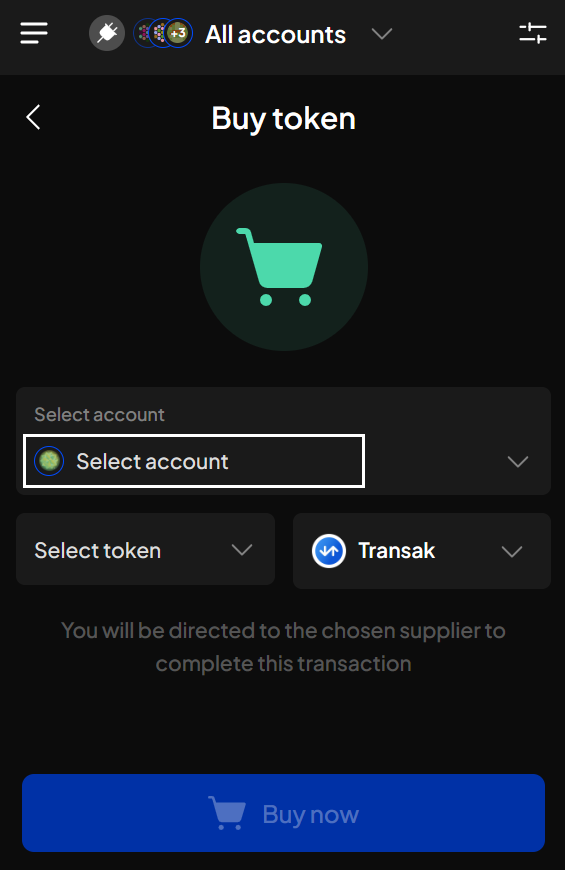 +3 All accounts
Buy token
Select account
Select account
Select token
Transak
You will be directed to the chosen supplier to
complete this transaction
Buy now